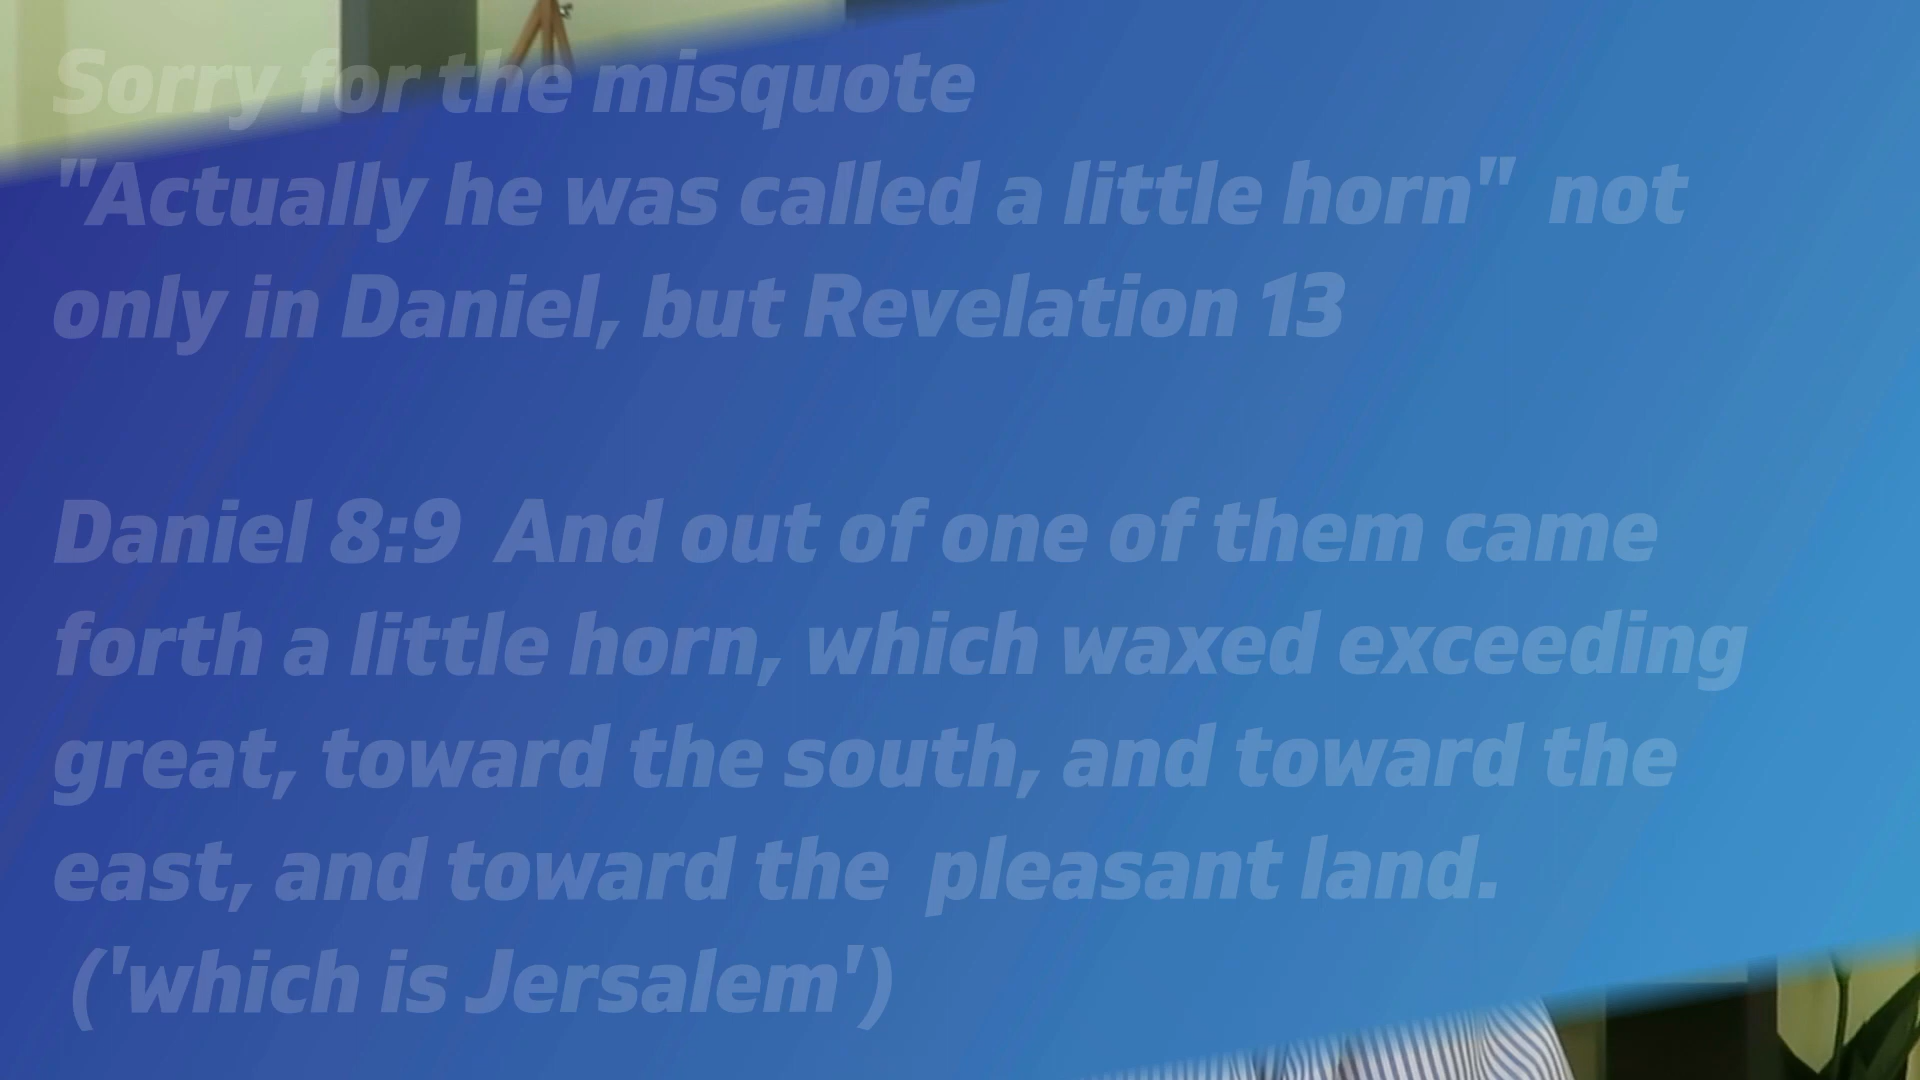 Sorry for the misquote
"Actually he was called a little horn"  not
only in Daniel, but Revelation 13
Daniel 8:9  And out of one of them came
forth a little horn, which waxed exceeding
great, toward the south, and toward the
east, and toward the  pleasant land.
('which is Jersalem')